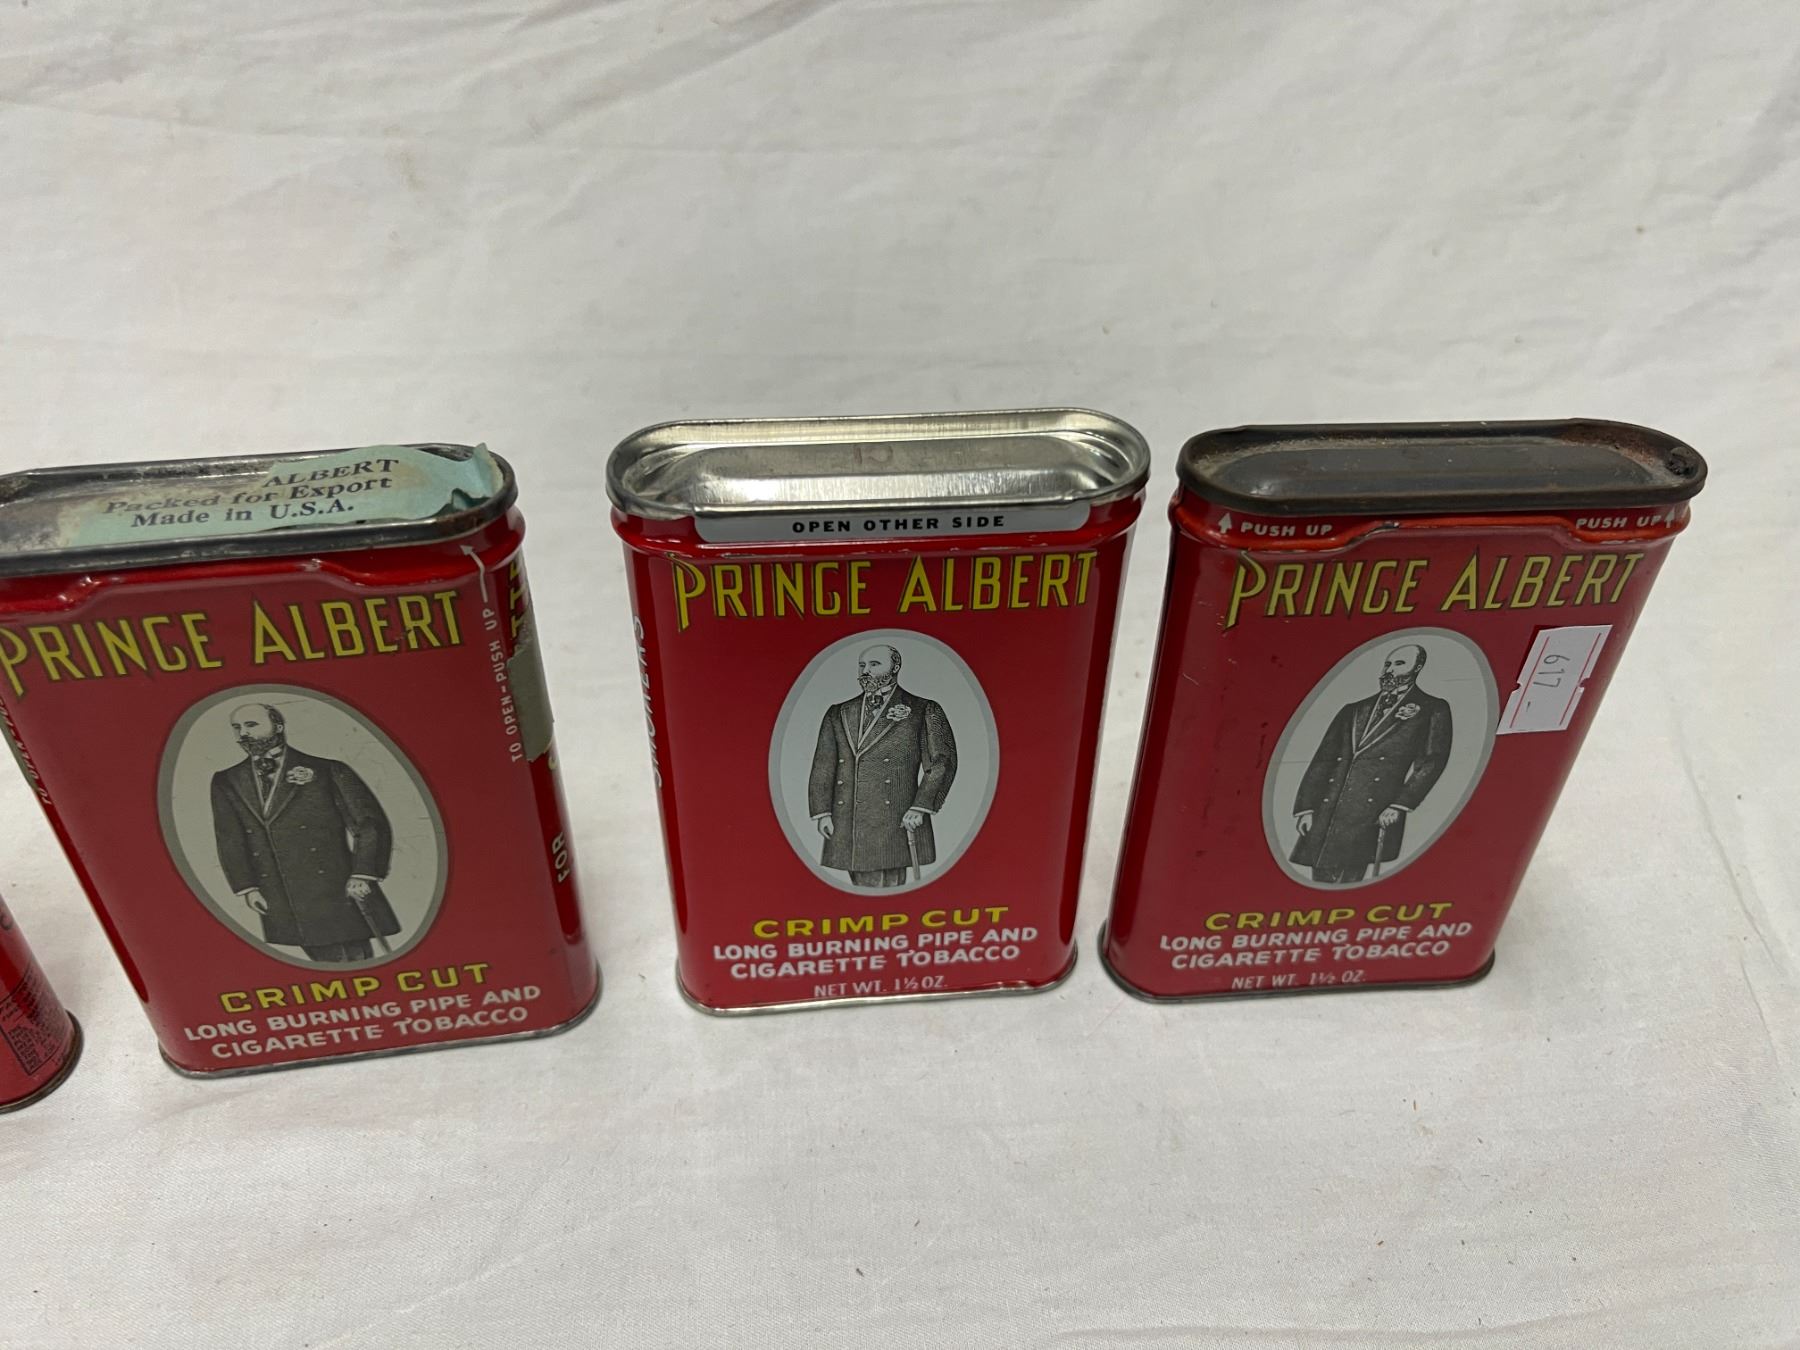 ALBERT
Packed for Export
Made in U.S.A.
PRINCE ALBERT
TO OPEN-PUSH UP
FOR
CRIMP CUT
LONG BURNING PIPE AND
CIGARETTE TOBACCO
OPEN OTHER SIDE
PRINCE ALBERT
SMOKERS
CRIMP CUT
LONG BURNING PIPE AND
CIGARETTE TOBACCO
NET WT. 1½ OZ.
PUSH UP PUSH UP
PRINCE ALBERT
617
CRIMP CUT
LONG BURNING PIPE AND
CIGARETTE TOBACCO
NET WT. 1½ OZ.